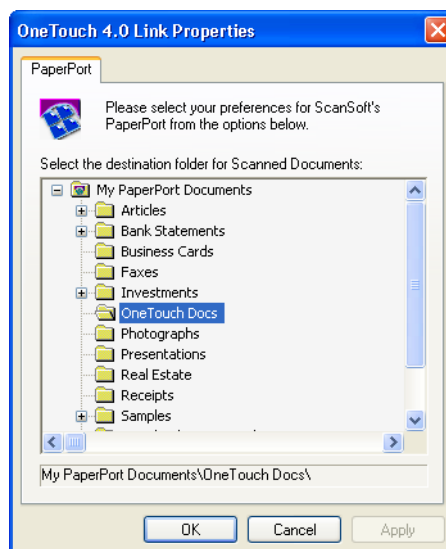 OneTouch 4.0 Link Properties
PaperPort
Please select your preferences for ScanSoft's
PaperPort from the options below.
Select the destination folder for Scanned Documents:
My PaperPort Documents
Articles
Bank Statements
Business Cards
Faxes
Investments
OneTouch Docs
Photographs
Presentations
Real Estate
Receipts
Samples
My PaperPort Documents\OneTouch Docs\
OK Cancel Apply